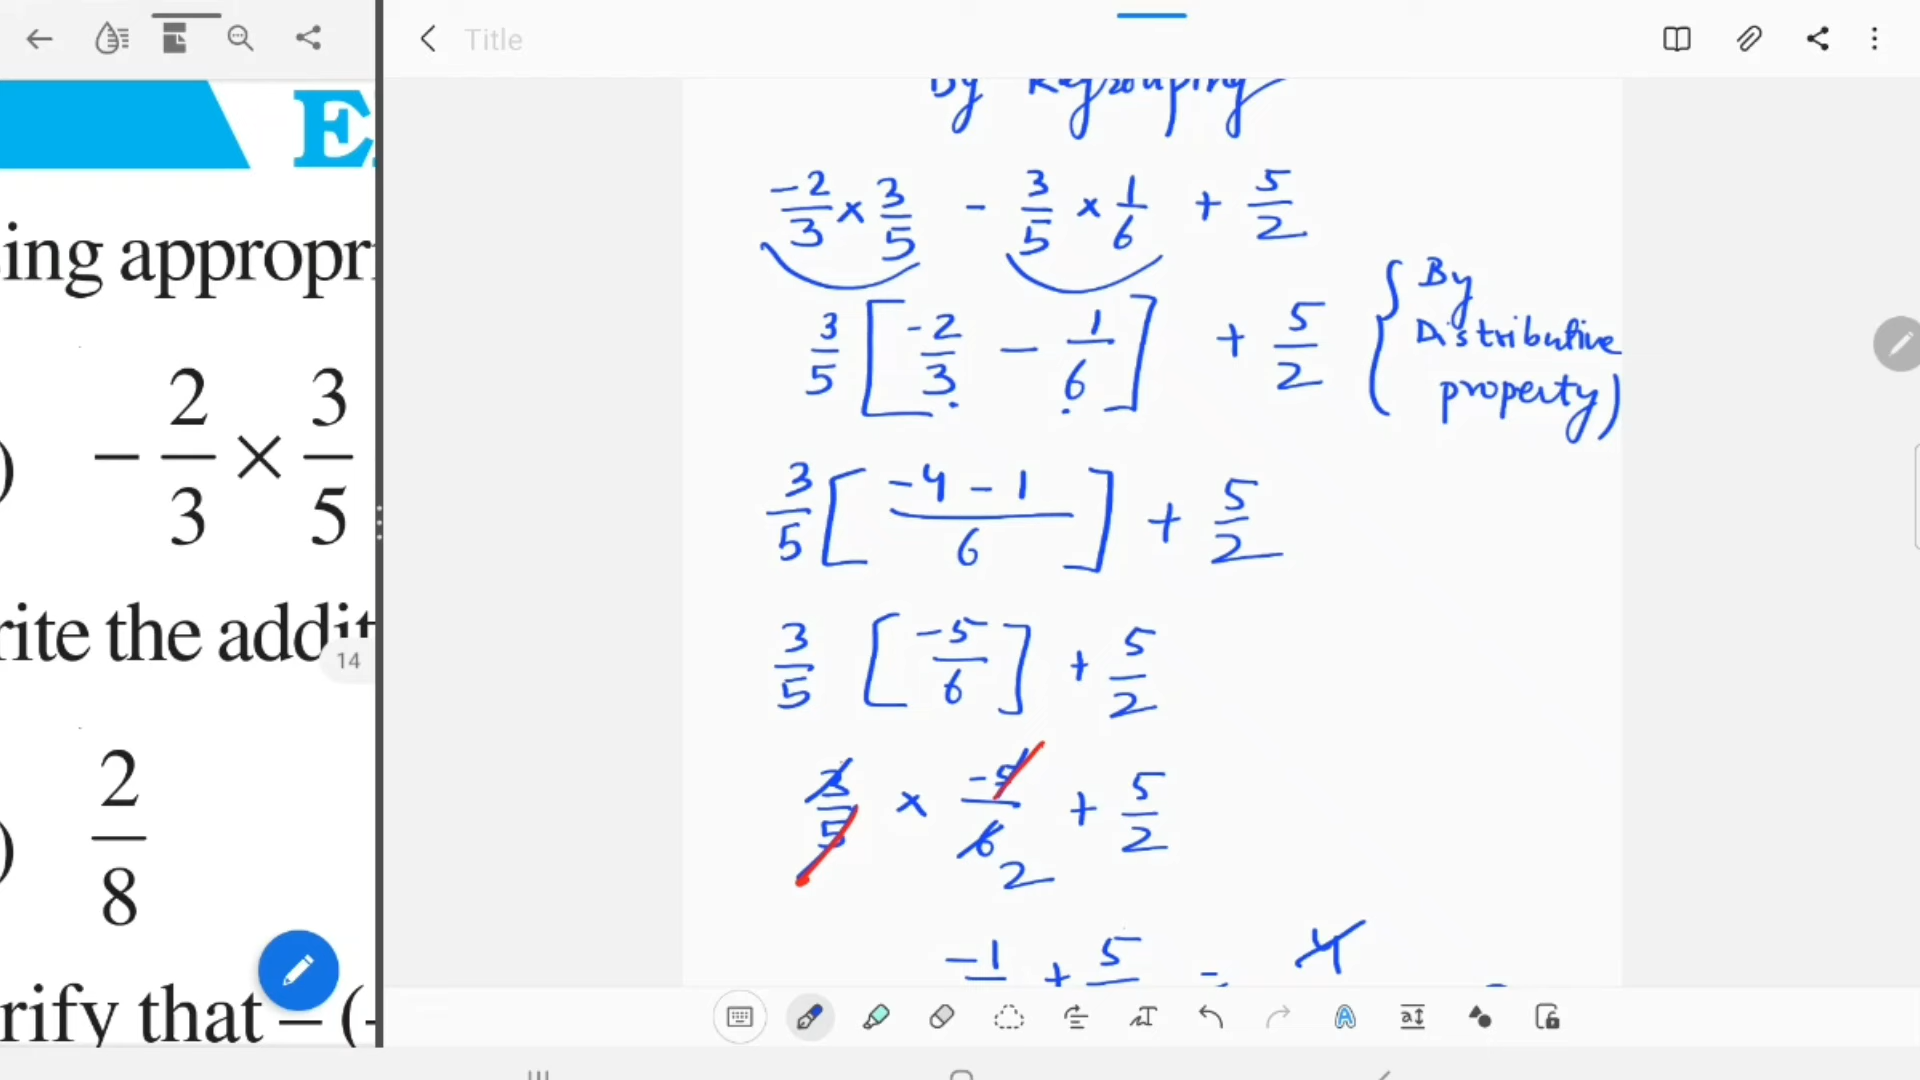 Title
E
ing appropr
) - 2/3 × 3/5
rite the addit
14
) 2/8
rify that - (-
By Regrouping
-2/3 × 3/5 - 3/5 × 1/6 + 5/2
3/5 [-2/3 - 1/6] + 5/2 {By
Distributive
property)
3/5 [(-4 - 1)/6] + 5/2
3/5 [-5/6] + 5/2
3/5 × -5/6 + 5/2
2
-1 + 5 = 4